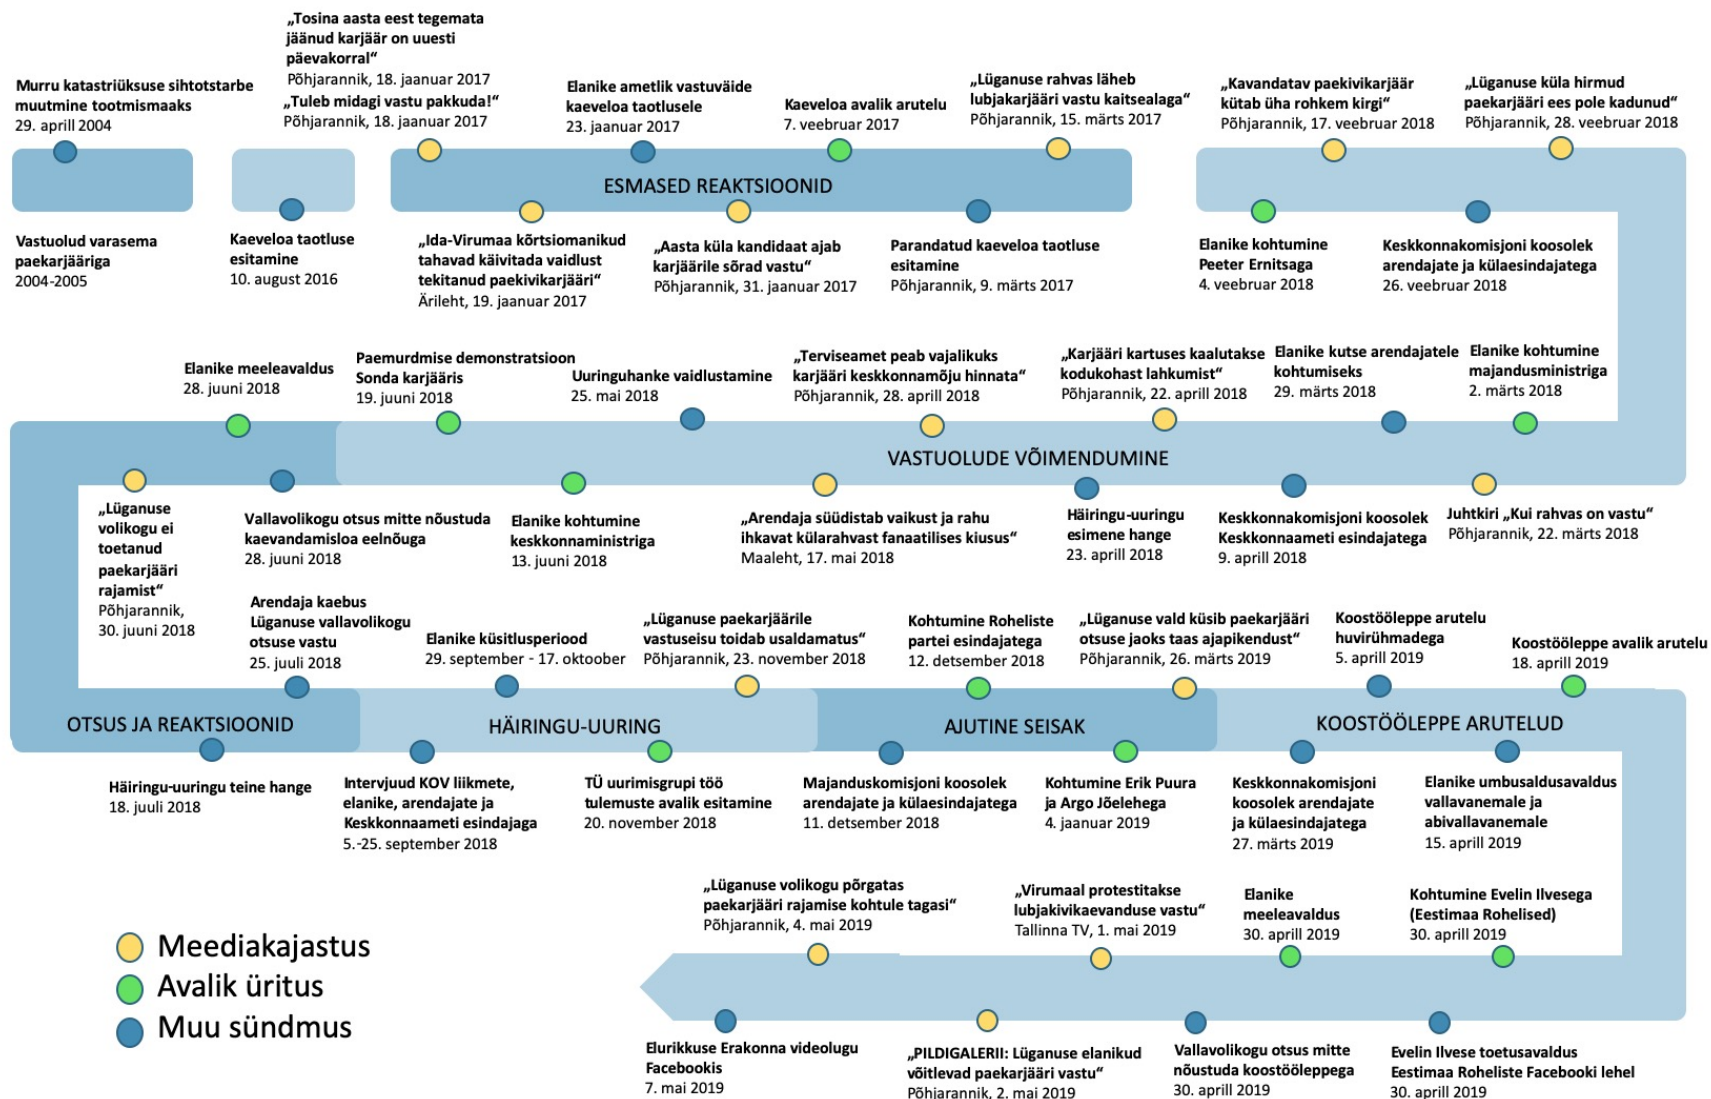 „Tosina aasta eest tegemata
jäänud karjäär on uuesti
päevakorral“
Põhjarannik, 18. jaanuar 2017
„Tuleb midagi vastu pakkuda!“
Põhjarannik, 18. jaanuar 2017
Murru katastriüksuse sihtotstarbe
muutmine tootmismaaks
29. aprill 2004
Elanike ametlik vastuväide
kaeveloa taotlusele
23. jaanuar 2017
Kaeveloa avalik arutelu
7. veebruar 2017
„Lüganuse rahvas läheb
lubjakarjääri vastu kaitsealaga“
Põhjarannik, 15. märts 2017
„Kavandatav paekivikarjäär
kütab üha rohkem kirgi“
Põhjarannik, 17. veebruar 2018
„Lüganuse küla hirmud
paekarjääri ees pole kadunud“
Põhjarannik, 28. veebruar 2018
ESMASED REAKTSIOONID
Vastuolud varasema
paekarjääriga
2004-2005
Kaeveloa taotluse
esitamine
10. august 2016
„Ida-Virumaa kõrtsiomanikud
tahavad käivitada vaidlust
tekitanud paekivikarjääri“
Ärileht, 19. jaanuar 2017
„Aasta küla kandidaat ajab
karjäärile sõrad vastu“
Põhjarannik, 31. jaanuar 2017
Parandatud kaeveloa taotluse
esitamine
Põhjarannik, 9. märts 2017
Elanike kohtumine
Peeter Ernitsaga
4. veebruar 2018
Keskkonnakomisjoni koosolek
arendajate ja külaesindajatega
26. veebruar 2018
Elanike meeleavaldus
28. juuni 2018
Paemurdmise demonstratsioon
Sonda karjääris
19. juuni 2018
Uuringuhanke vaidlustamine
25. mai 2018
„Terviseamet peab vajalikuks
karjääri keskkonnamõju hinnata“
Põhjarannik, 28. aprill 2018
„Karjääri kartuses kaalutakse
kodukohast lahkumist“
Põhjarannik, 22. aprill 2018
Elanike kutse arendajatele
kohtumiseks
29. märts 2018
Elanike kohtumine
majandusministriga
2. märts 2018
VASTUOLUDE VÕIMENDUMINE
„Lüganuse
volikogu ei
toetanud
paekarjääri
rajamist“
Põhjarannik,
30. juuni 2018
Vallavolikogu otsus mitte nõustuda
kaevandamisloa eelnõuga
28. juuni 2018
Elanike kohtumine
keskkonnaministriga
13. juuni 2018
„Arendaja süüdistab vaikust ja rahu
ihkavat külarahvast fanaatilises kiusus“
Maaleht, 17. mai 2018
Häiringu-uuringu
esimene hange
23. aprill 2018
Keskkonnakomisjoni koosolek
Keskkonnaameti esindajatega
9. aprill 2018
Juhtkiri „Kui rahvas on vastu“
Põhjarannik, 22. märts 2018
Arendaja kaebus
Lüganuse vallavolikogu
otsuse vastu
25. juuli 2018
Elanike küsitlusperiood
29. september - 17. oktoober
„Lüganuse paekarjäärile
vastuseisu toidab usaldamatus“
Põhjarannik, 23. november 2018
Kohtumine Roheliste
partei esindajatega
12. detsember 2018
„Lüganuse vald küsib paekarjääri
otsuse jaoks taas ajapikendust“
Põhjarannik, 26. märts 2019
Koostööleppe arutelu
huvirühmadega
5. aprill 2019
Koostööleppe avalik arutelu
18. aprill 2019
OTSUS JA REAKTSIOONID
HÄIRINGU-UURING
AJUTINE SEISAK
KOOSTÖÖLEPPE ARUTELUD
Häiringu-uuringu teine hange
18. juuli 2018
Intervjuud KOV liikmete,
elanike, arendajate ja
Keskkonnaameti esindajaga
5.-25. september 2018
TÜ uurimisgrupi töö
tulemuste avalik esitamine
20. november 2018
Majanduskomisjoni koosolek
arendajate ja külaesindajatega
11. detsember 2018
Kohtumine Erik Puura
ja Argo Jõelehega
4. jaanuar 2019
Keskkonnakomisjoni
koosolek arendajate
ja külaesindajatega
27. märts 2019
Elanike umbusaldusavaldus
vallavanemale ja
abivallavanemale
15. aprill 2019
„Lüganuse volikogu põrgatas
paekarjääri rajamise kohtule tagasi“
Põhjarannik, 4. mai 2019
„Virumaal protestitakse
lubjakivikaevanduse vastu“
Tallinna TV, 1. mai 2019
Elanike
meeleavaldus
30. aprill 2019
Kohtumine Evelin Ilvesega
(Eestimaa Rohelised)
30. aprill 2019
Meediakajastus
Avalik üritus
Muu sündmus
Elurikkuse Erakonna videolugu
Facebookis
7. mai 2019
„PILDIGALERII: Lüganuse elanikud
võitlevad paekarjääri vastu“
Põhjarannik, 2. mai 2019
Vallavolikogu otsus mitte
nõustuda koostööleppega
30. aprill 2019
Evelin Ilvese toetusavaldus
Eestimaa Roheliste Facebooki lehel
30. aprill 2019